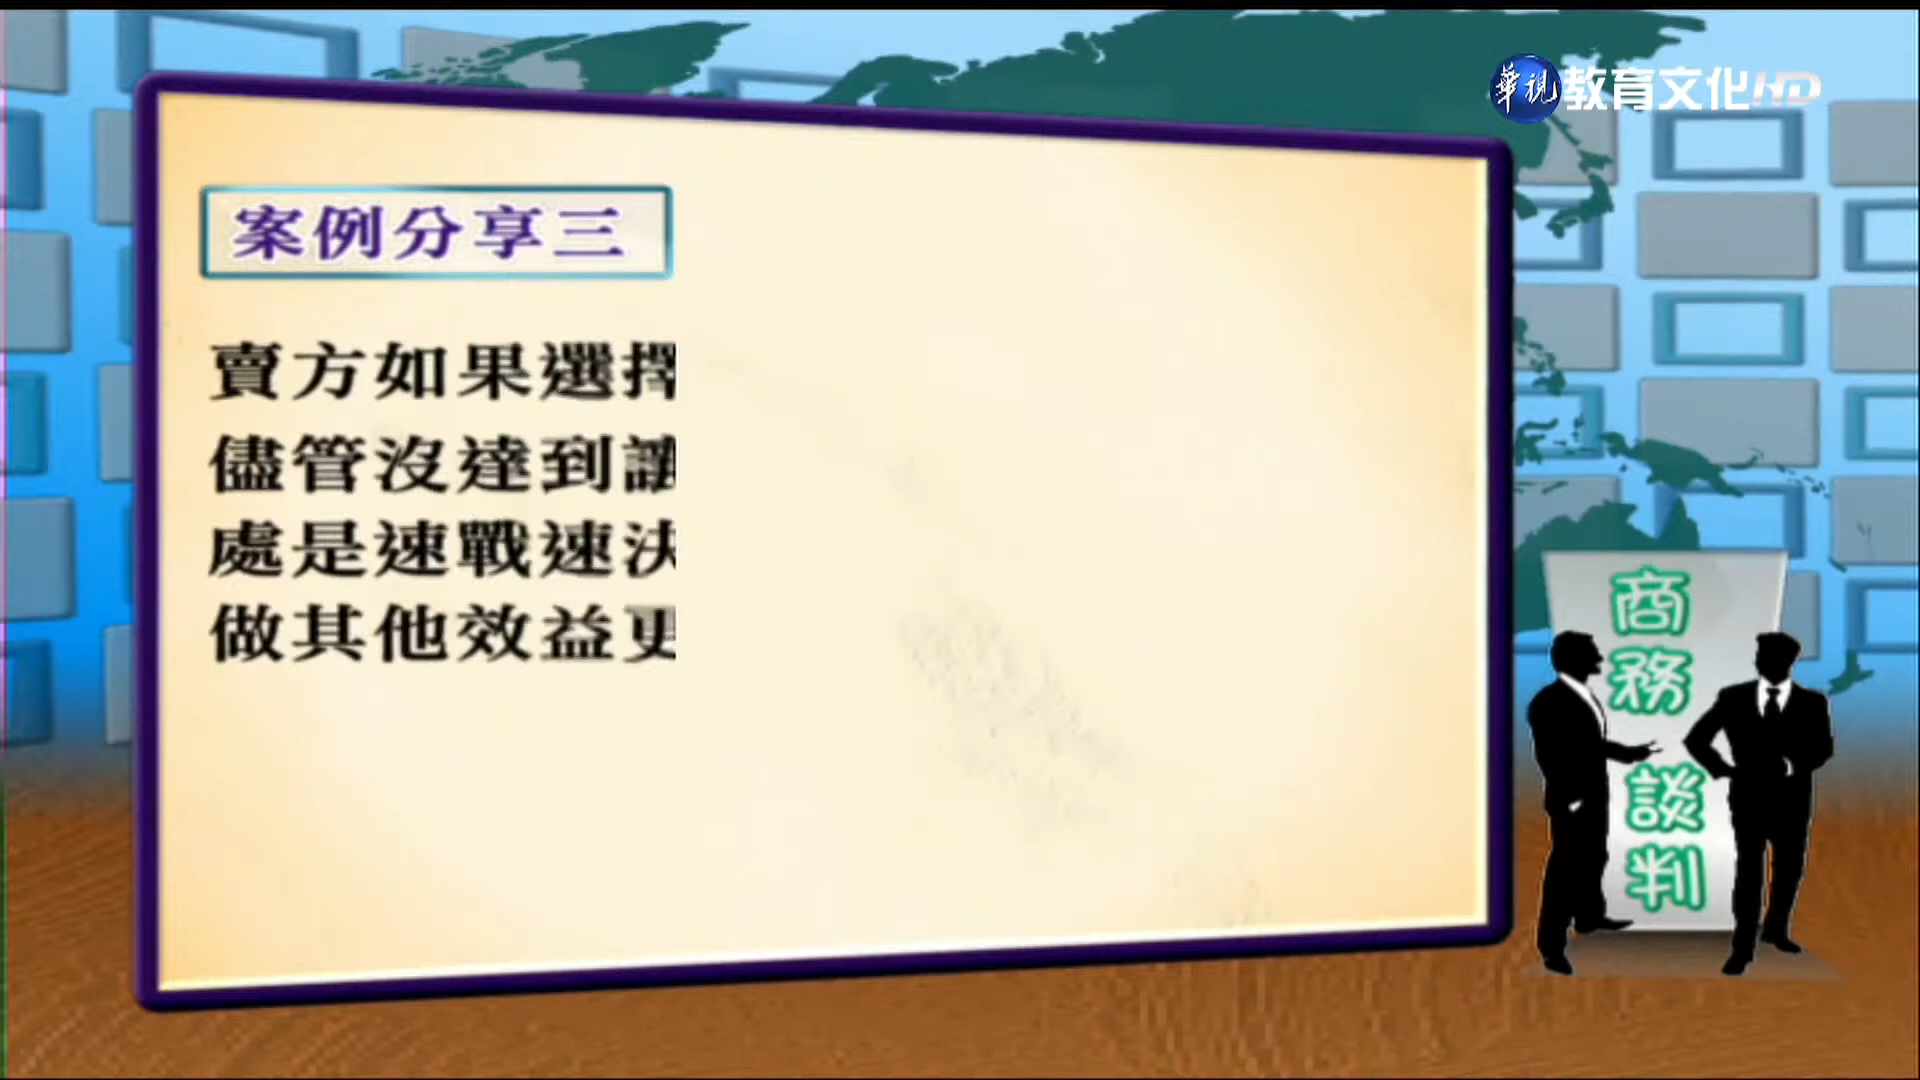 華視 教育文化HD
案例分享三
賣方如果選擇
儘管沒達到
處是速戰速決
做其他效益更
商務談判